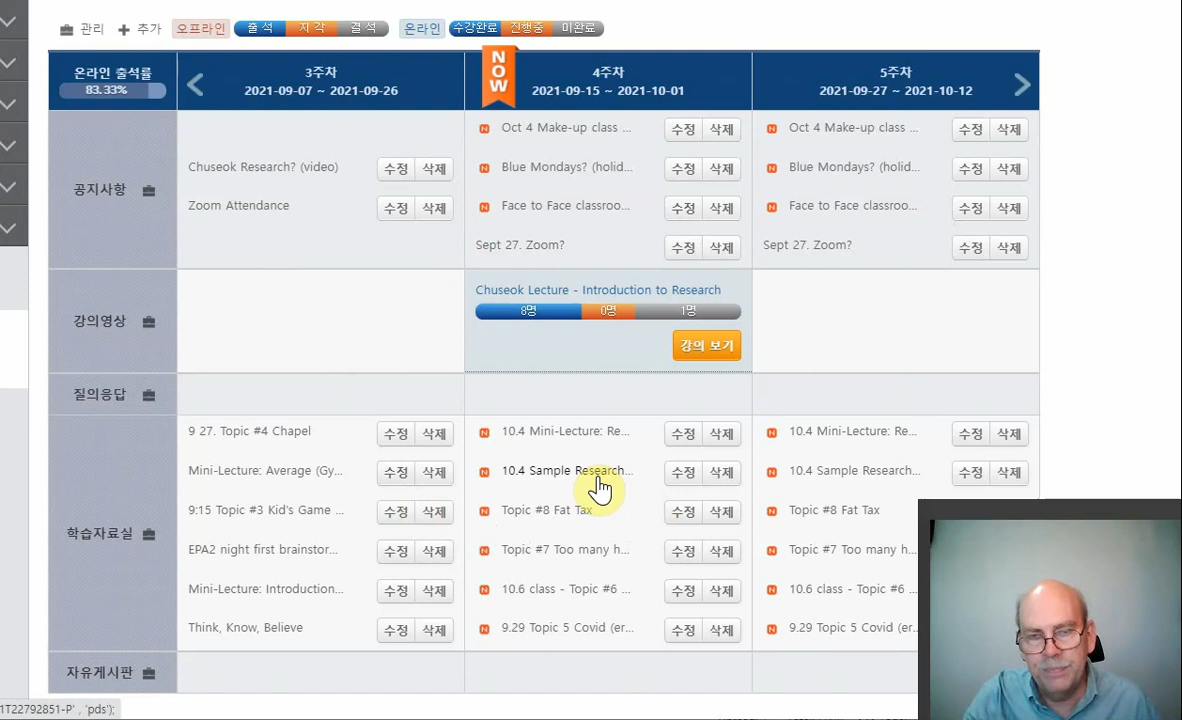 관리 추가 오프라인 출 석 지 각 결 석 온라인 수강완료 진행중 미완료
온라인 출석률
83.33%
3주차
2021-09-07 ~ 2021-09-26
NOW
4주차
2021-09-15 ~ 2021-10-01
5주차
2021-09-27 ~ 2021-10-12
공지사항
Chuseok Research? (video) 수정 삭제
Zoom Attendance 수정 삭제
N Oct 4 Make-up class ... 수정 삭제
N Blue Mondays? (holid... 수정 삭제
N Face to Face classroo... 수정 삭제
Sept 27. Zoom? 수정 삭제
N Oct 4 Make-up class ... 수정 삭제
N Blue Mondays? (holid... 수정 삭제
N Face to Face classroo... 수정 삭제
Sept 27. Zoom? 수정 삭제
강의영상
Chuseok Lecture - Introduction to Research
8명 0명 1명
강의 보기
질의응답
학습자료실
9 27. Topic #4 Chapel 수정 삭제
Mini-Lecture: Average (Gy... 수정 삭제
9:15 Topic #3 Kid's Game ... 수정 삭제
EPA2 night first brainstor... 수정 삭제
Mini-Lecture: Introduction... 수정 삭제
Think, Know, Believe 수정 삭제
N 10.4 Mini-Lecture: Re... 수정 삭제
N 10.4 Sample Research... 수정 삭제
N Topic #8 Fat Tax 수정 삭제
N Topic #7 Too many h... 수정 삭제
N 10.6 class - Topic #6 ... 수정 삭제
N 9.29 Topic 5 Covid (er... 수정 삭제
N 10.4 Mini-Lecture: Re... 수정 삭제
N 10.4 Sample Research... 수정 삭제
N Topic #8 Fat Tax
N Topic #7 Too many h...
N 10.6 class - Topic #6
N 9.29 Topic 5 Covid (er
자유게시판
1T22792851-P' , 'pds');